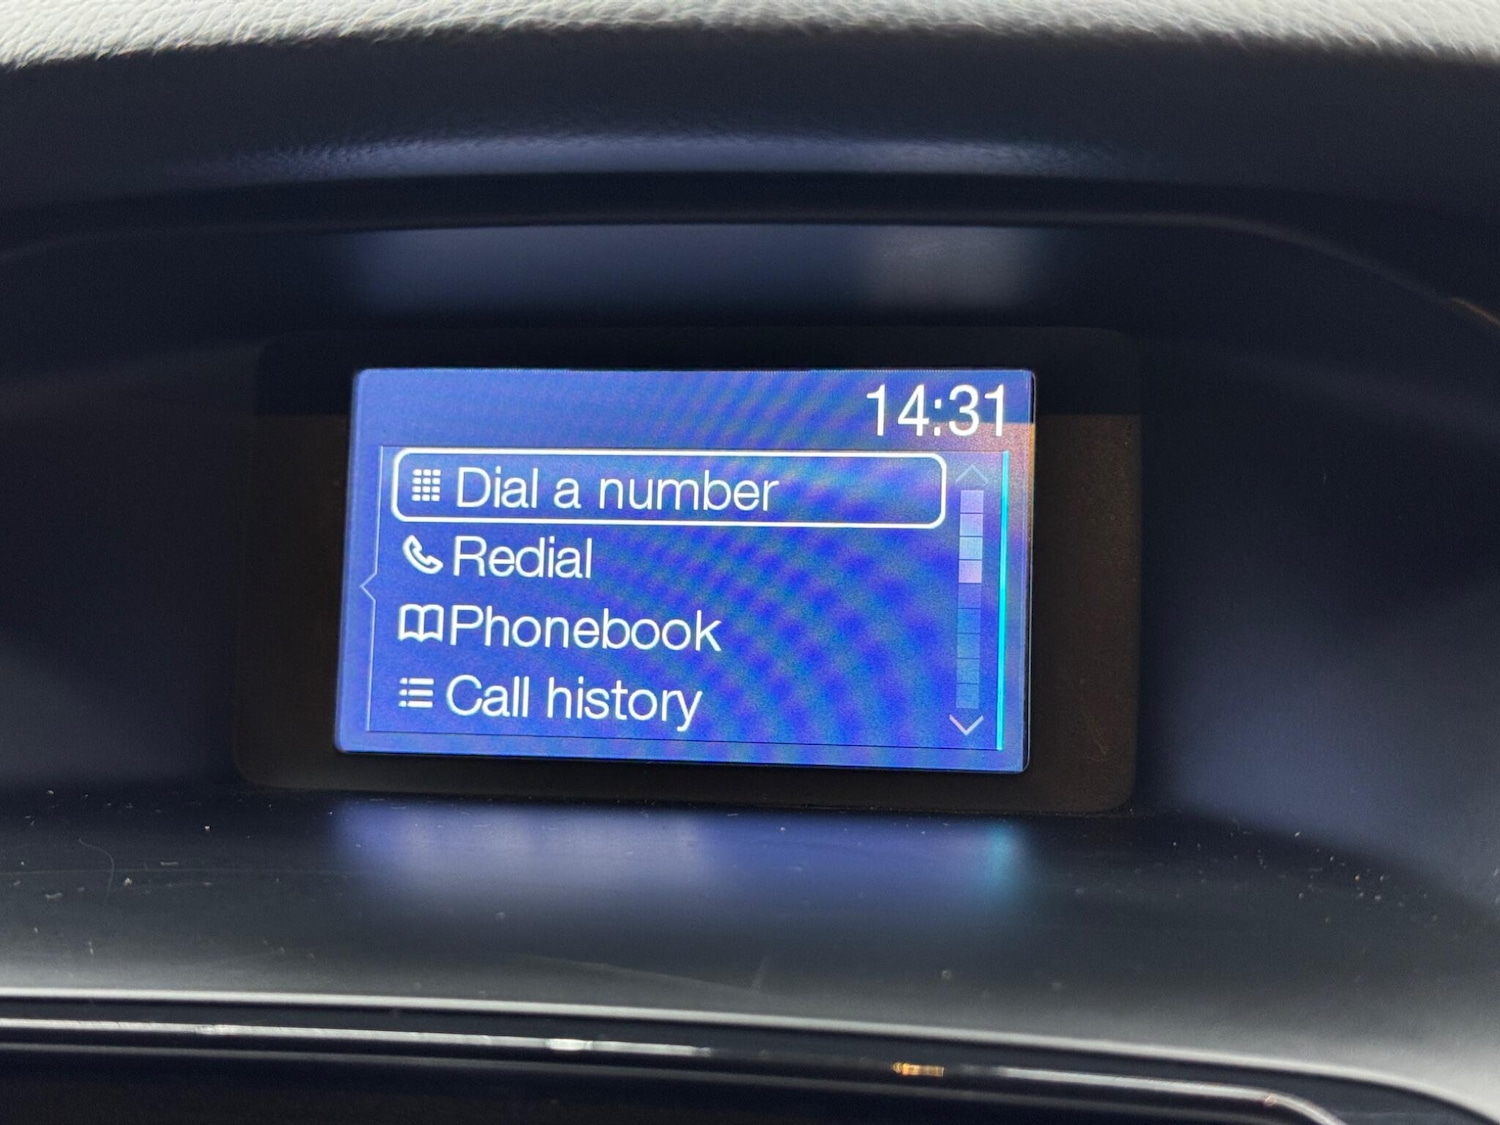 14:31
Dial a number
Redial
Phonebook
Call history